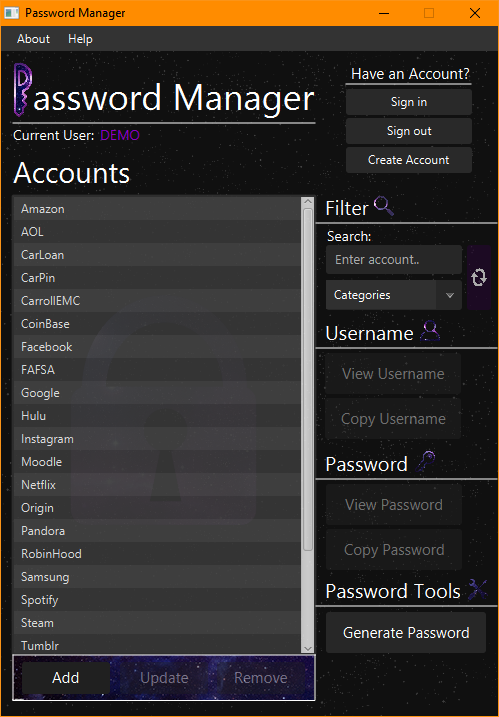 Password Manager
About Help
Password Manager
Current User: DEMO
Have an Account?
Sign in
Sign out
Create Account
Accounts
Amazon
AOL
CarLoan
CarPin
CarrollEMC
CoinBase
Facebook
FAFSA
Google
Hulu
Instagram
Moodle
Netflix
Origin
Pandora
RobinHood
Samsung
Spotify
Steam
Tumblr
Add Update Remove
Filter
Search:
Enter account..
Categories
Username
View Username
Copy Username
Password
View Password
Copy Password
Password Tools
Generate Password